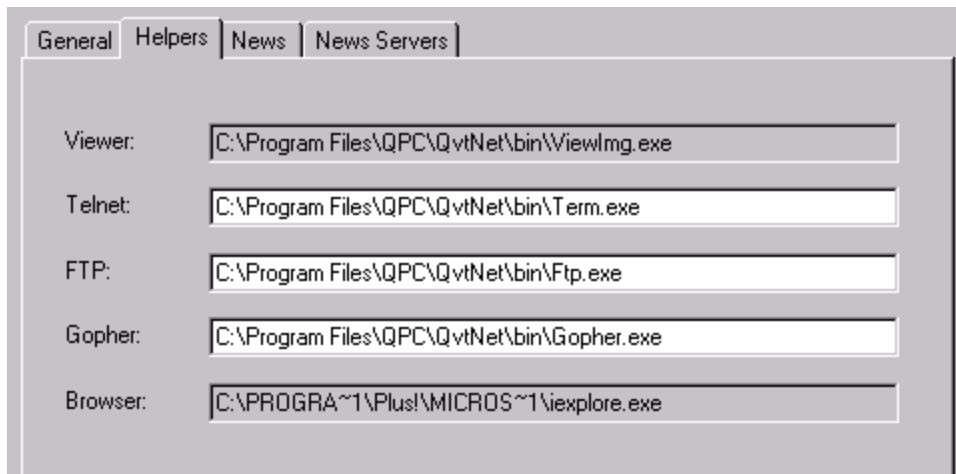 General Helpers News News Servers
Viewer: C:\Program Files\QPC\QvtNet\bin\ViewImg.exe
Telnet: C:\Program Files\QPC\QvtNet\bin\Term.exe
FTP: C:\Program Files\QPC\QvtNet\bin\Ftp.exe
Gopher: C:\Program Files\QPC\QvtNet\bin\Gopher.exe
Browser: C:\PROGRA~1\Plus!\MICROS~1\iexplore.exe